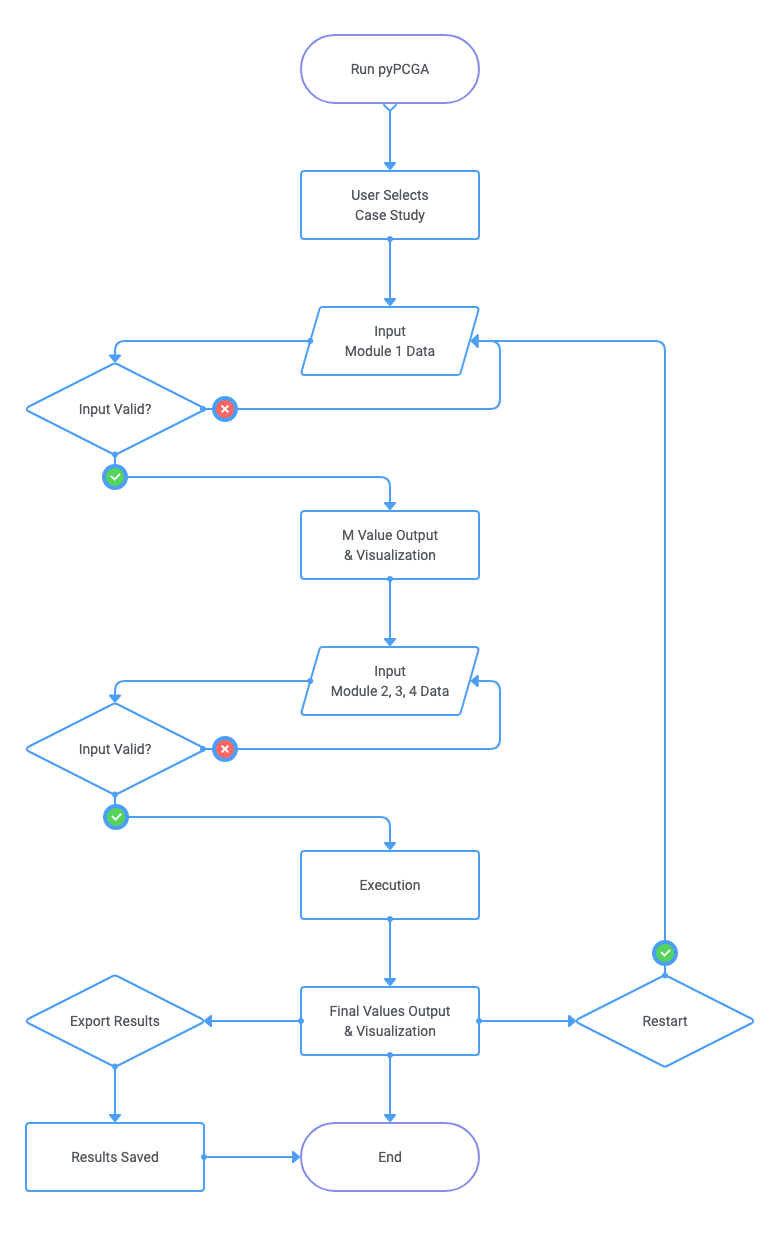 Run pyPCGA
User Selects
Case Study
Input
Module 1 Data
Input Valid?
M Value Output
& Visualization
Input
Module 2, 3, 4 Data
Input Valid?
Execution
Export Results
Final Values Output
& Visualization
Restart
Results Saved
End